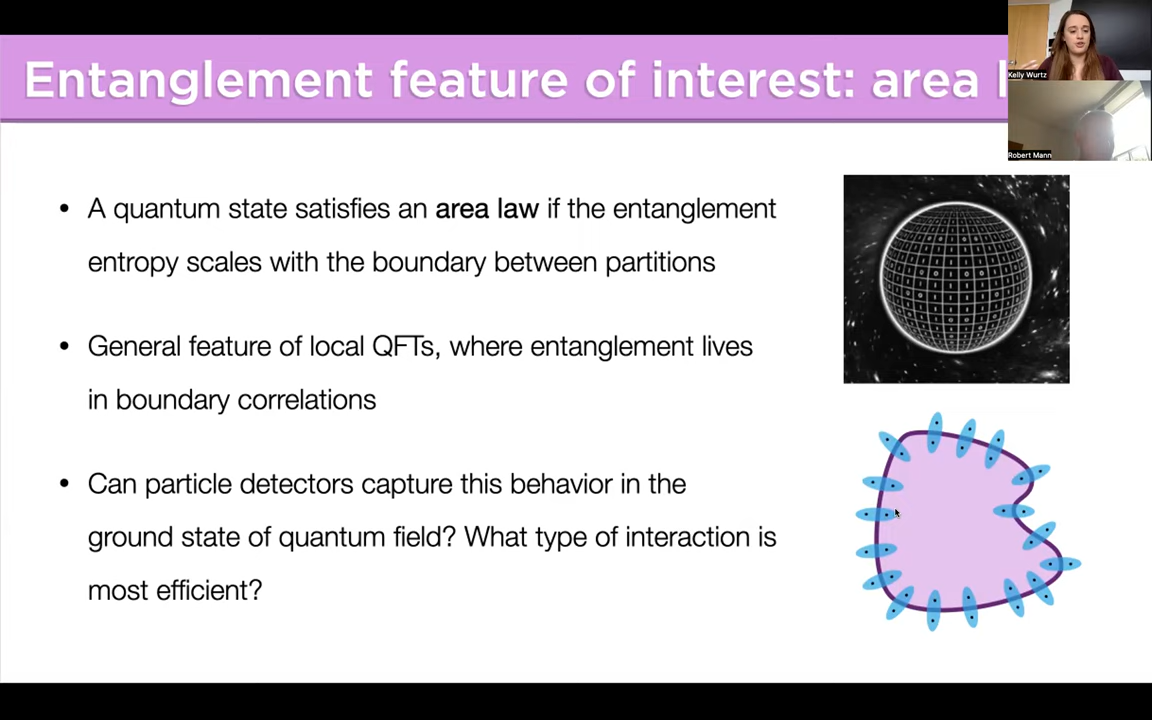 Entanglement feature of interest: area
Kelly Wurtz
Robert Mann
• A quantum state satisfies an area law if the entanglement
entropy scales with the boundary between partitions
• General feature of local QFTs, where entanglement lives
in boundary correlations
• Can particle detectors capture this behavior in the
ground state of quantum field? What type of interaction is
most efficient?